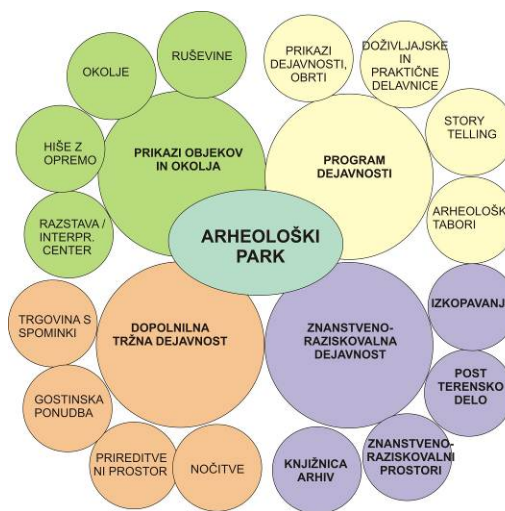 RUŠEVINE
OKOLJE
HIŠE Z
OPREMO
RAZSTAVA /
INTERPR.
CENTER
PRIKAZI OBJEKOV
IN OKOLJA
PRIKAZI
DEJAVNOSTI,
OBRTI
DOŽIVLJAJSKE
IN
PRAKTIČNE
DELAVNICE
STORY
TELLING
ARHEOLOŠKI
TABORI
PROGRAM
DEJAVNOSTI
ARHEOLOŠKI
PARK
DOPOLNILNA
TRŽNA DEJAVNOST
TRGOVINA S
SPOMINKI
GOSTINSKA
PONUDBA
PRIREDITVE
NI PROSTOR
NOČITVE
ZNANSTVENO-
RAZISKOVALNA
DEJAVNOST
IZKOPAVANJ
POST
TERENSKO
DELO
ZNANSTVENO-
RAZISKOVALNI
PROSTORI
KNJIŽNICA
ARHIV